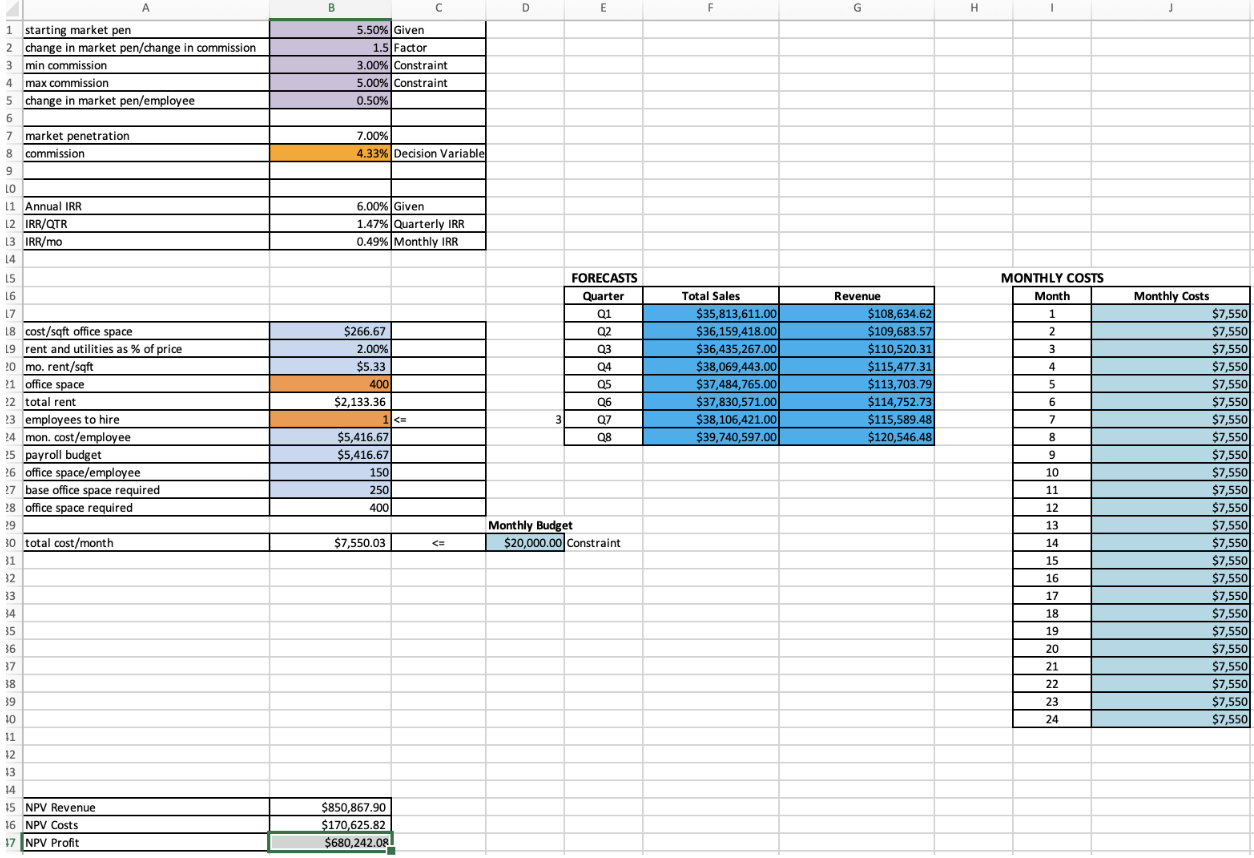 A B C D E F G H I J
1 starting market pen 5.50% Given
2 change in market pen/change in commission 1.5 Factor
3 min commission 3.00% Constraint
4 max commission 5.00% Constraint
5 change in market pen/employee 0.50%
6
7 market penetration 7.00%
8 commission 4.33% Decision Variable
9
10
11 Annual IRR 6.00% Given
12 IRR/QTR 1.47% Quarterly IRR
13 IRR/mo 0.49% Monthly IRR
14
15 FORECASTS MONTHLY COSTS
16 Quarter Total Sales Revenue Month Monthly Costs
17 Q1 $35,813,611.00 $108,634.62 1 $7,550
18 cost/sqft office space $266.67 Q2 $36,159,418.00 $109,683.57 2 $7,550
19 rent and utilities as % of price 2.00% Q3 $36,435,267.00 $110,520.31 3 $7,550
20 mo. rent/sqft $5.33 Q4 $38,069,443.00 $115,477.31 4 $7,550
21 office space 400 Q5 $37,484,765.00 $113,703.79 5 $7,550
22 total rent $2,133.36 Q6 $37,830,571.00 $114,752.73 6 $7,550
23 employees to hire 1 <= 3 Q7 $38,106,421.00 $115,589.48 7 $7,550
24 mon. cost/employee $5,416.67 Q8 $39,740,597.00 $120,546.48 8 $7,550
25 payroll budget $5,416.67 9 $7,550
26 office space/employee 150 10 $7,550
27 base office space required 250 11 $7,550
28 office space required 400 12 $7,550
29 Monthly Budget 13 $7,550
30 total cost/month $7,550.03 <= $20,000.00 Constraint 14 $7,550
31 15 $7,550
32 16 $7,550
33 17 $7,550
34 18 $7,550
35 19 $7,550
36 20 $7,550
37 21 $7,550
38 22 $7,550
39 23 $7,550
40 24 $7,550
41
42
43
44
45 NPV Revenue $850,867.90
46 NPV Costs $170,625.82
47 NPV Profit $680,242.08